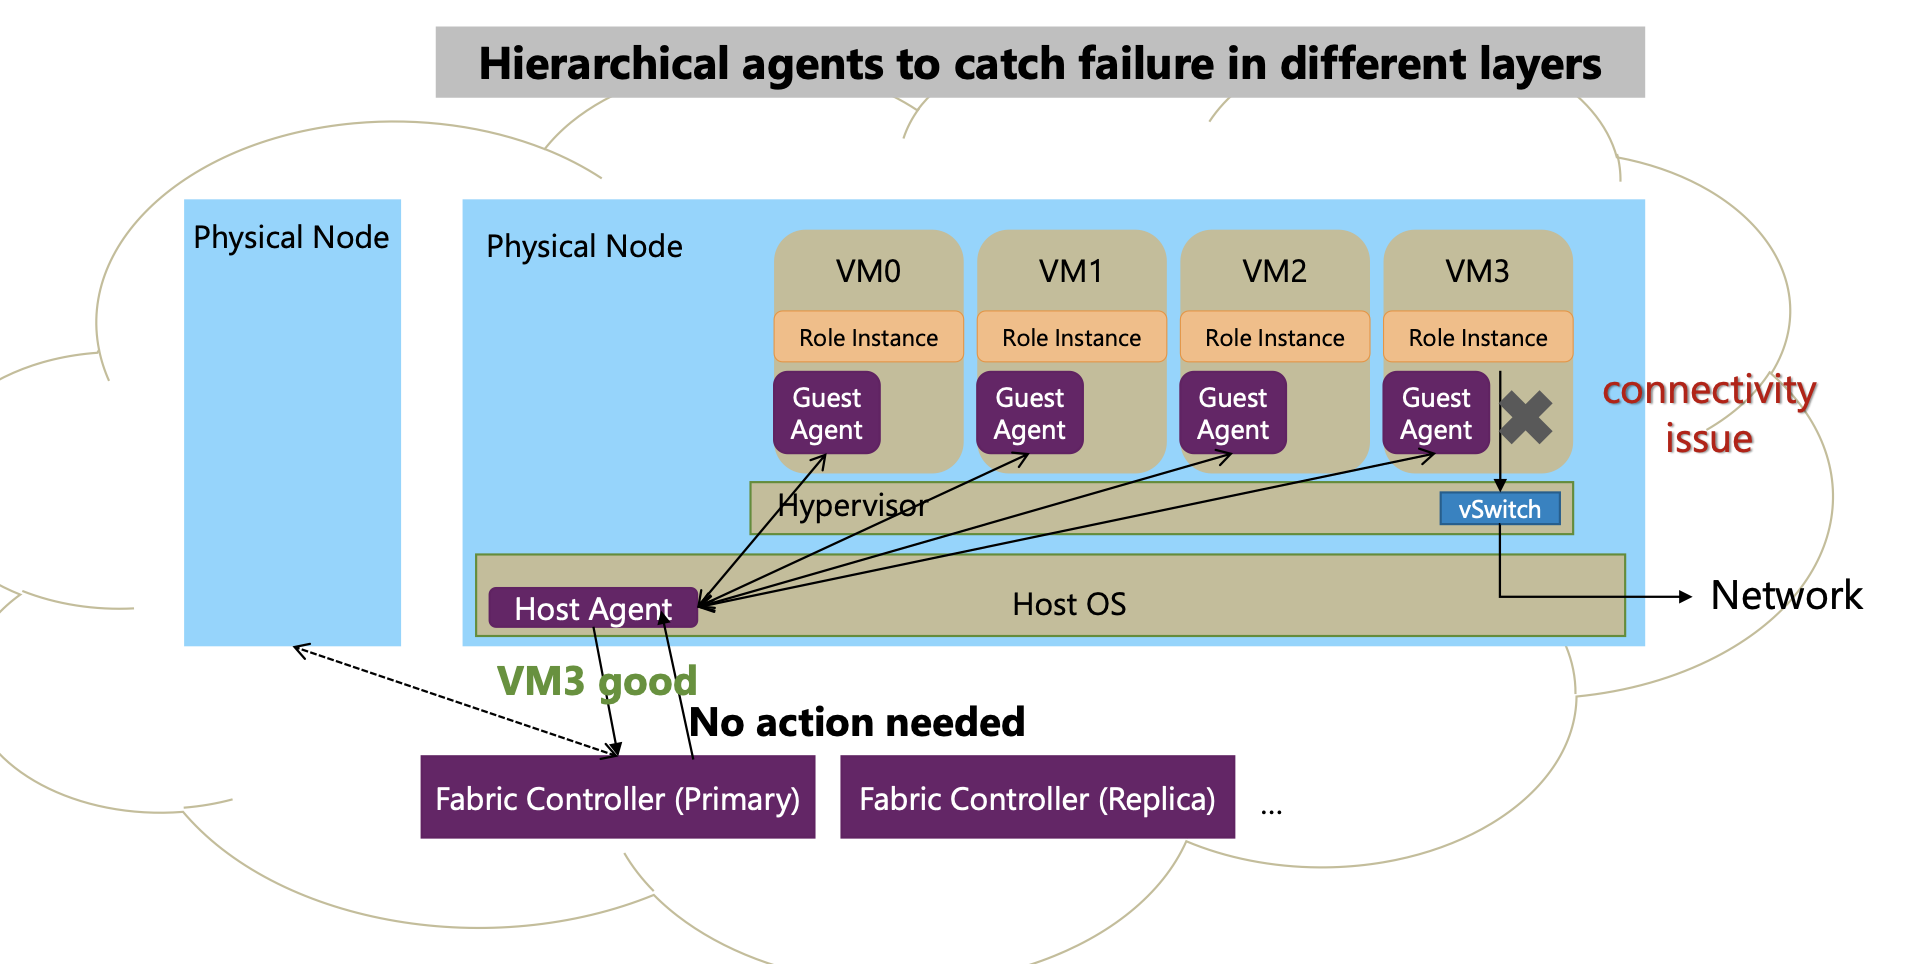 Hierarchical agents to catch failure in different layers
Physical Node
Physical Node
VM0
VM1
VM2
VM3
Role Instance
Role Instance
Role Instance
Role Instance
Guest
Agent
Guest
Agent
Guest
Agent
Guest
Agent
connectivity
issue
Hypervisor
vSwitch
Host Agent
Host OS
Network
VM3 good
No action needed
Fabric Controller (Primary)
Fabric Controller (Replica)
...